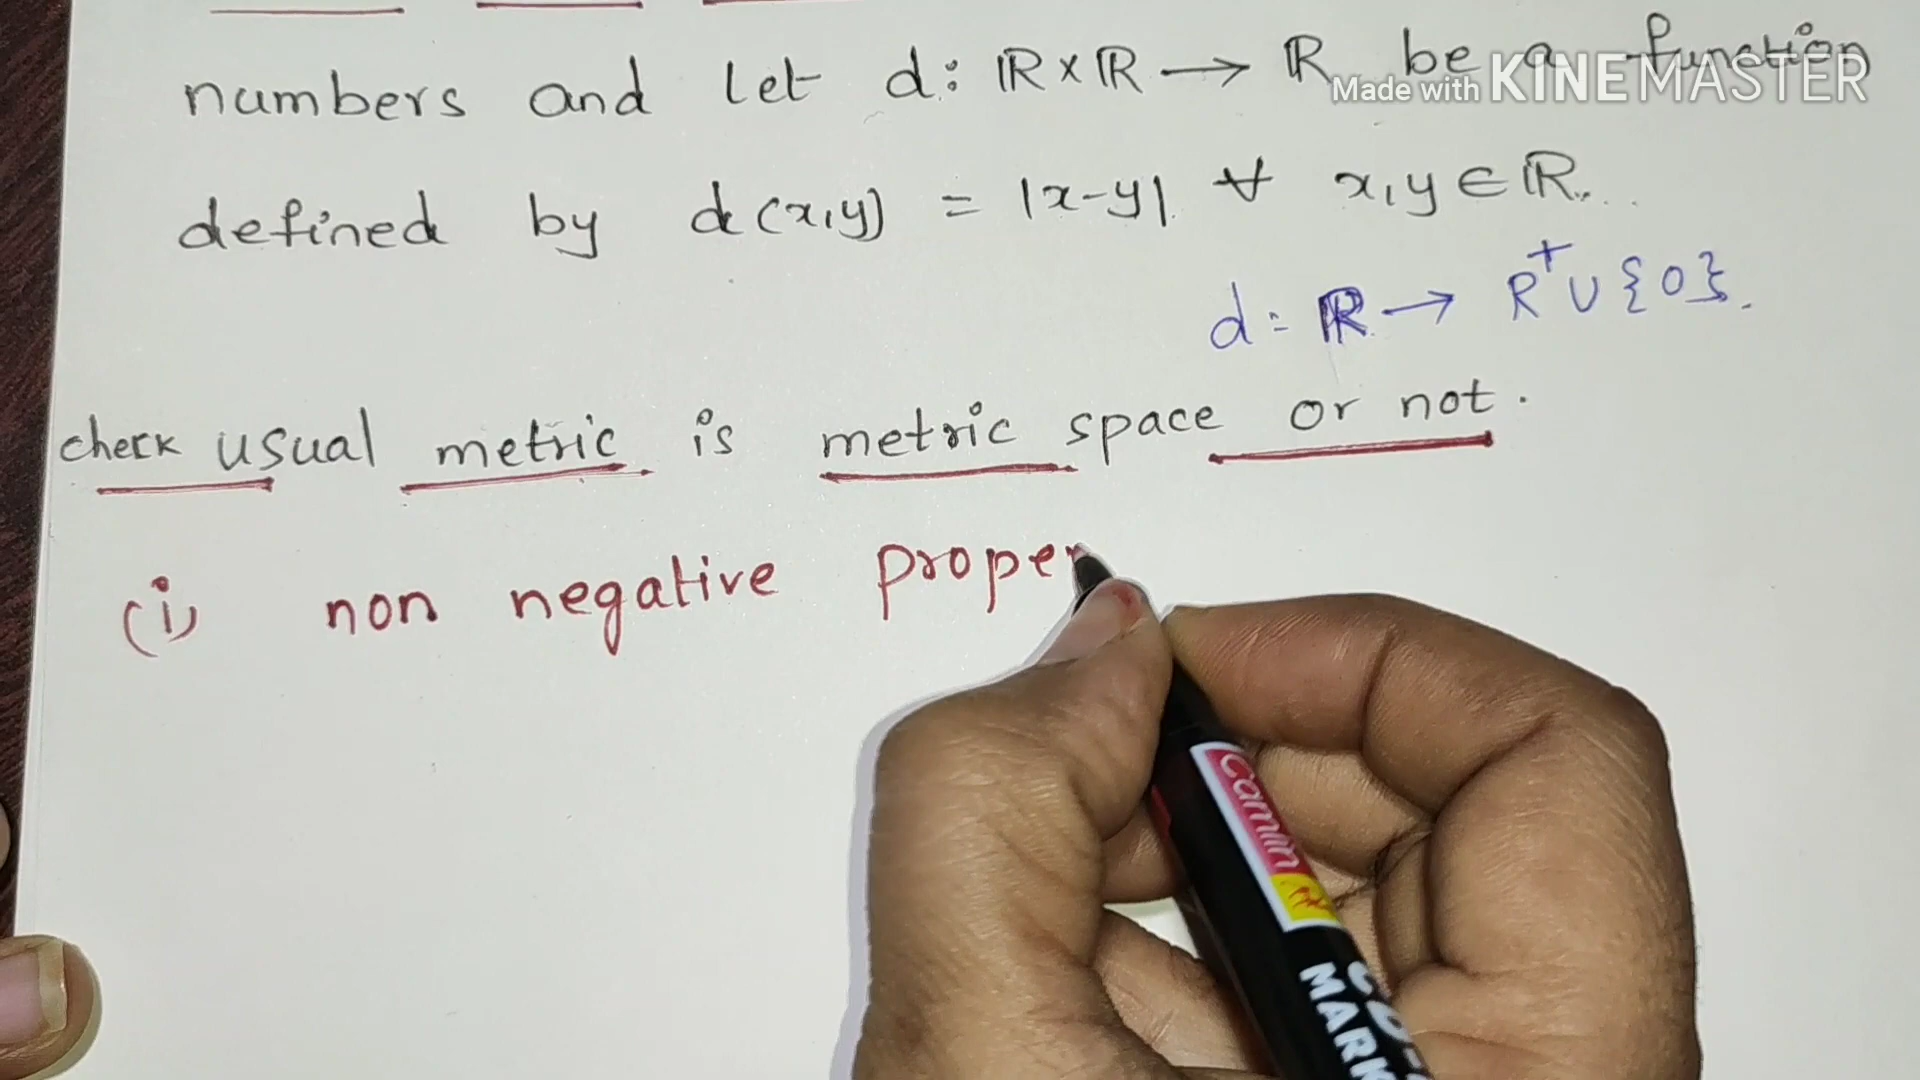 numbers and let d: ℝ×ℝ → ℝ be a function
Made with KINEMASTER
defined by d(x,y) = |x-y| ∀ x,y ∈ ℝ.
d: ℝ → R⁺ ∪ {0}.
check usual metric is metric space or not.
(i) non negative proper
Camlin
MARK